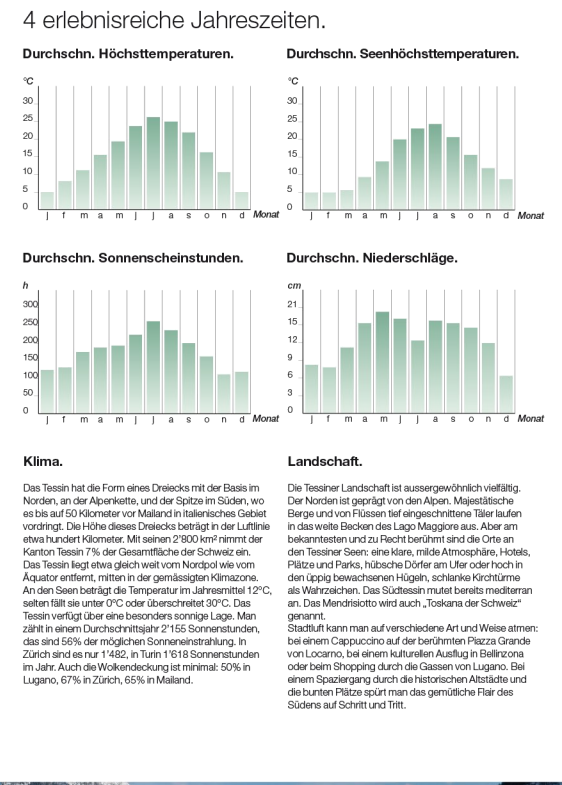 4 erlebnisreiche Jahreszeiten.
Durchschn. Höchsttemperaturen.
°C
30
25
20
15
10
5
0
j f m a m j j a s o n d Monat
Durchschn. Seenhöchsttemperaturen.
°C
30
25
20
15
10
5
0
j f m a m j j a s o n d Monat
Durchschn. Sonnenscheinstunden.
h
300
250
200
150
100
50
0
j f m a m j j a s o n d Monat
Durchschn. Niederschläge.
cm
21
15
12
9
6
3
0
j f m a m j j a s o n d Monat
Klima.
Das Tessin hat die Form eines Dreiecks mit der Basis im
Norden, an der Alpenkette, und der Spitze im Süden, wo
es bis auf 50 Kilometer vor Mailand in italienisches Gebiet
vordringt. Die Höhe dieses Dreiecks beträgt in der Luftlinie
etwa hundert Kilometer. Mit seinen 2'800 km² nimmt der
Kanton Tessin 7% der Gesamtfläche der Schweiz ein.
Das Tessin liegt etwa gleich weit vom Nordpol wie vom
Äquator entfernt, mitten in der gemässigten Klimazone.
An den Seen beträgt die Temperatur im Jahresmittel 12°C,
selten fällt sie unter 0°C oder überschreitet 30°C. Das
Tessin verfügt über eine besonders sonnige Lage. Man
zählt in einem Durchschnittsjahr 2'155 Sonnenstunden,
das sind 56% der möglichen Sonneneinstrahlung. In
Zürich sind es nur 1'482, in Turin 1'618 Sonnenstunden
im Jahr. Auch die Wolkendeckung ist minimal: 50% in
Lugano, 67% in Zürich, 65% in Mailand.
Landschaft.
Die Tessiner Landschaft ist aussergewöhnlich vielfältig.
Der Norden ist geprägt von den Alpen. Majestätische
Berge und von Flüssen tief eingeschnittene Täler laufen
in das weite Becken des Lago Maggiore aus. Aber am
bekanntesten und zu Recht berühmt sind die Orte an
den Tessiner Seen: eine klare, milde Atmosphäre, Hotels,
Plätze und Parks, hübsche Dörfer am Ufer oder hoch in
den üppig bewachsenen Hügeln, schlanke Kirchtürme
als Wahrzeichen. Das Südtessin mutet bereits mediterran
an. Das Mendrisiotto wird auch „Toskana der Schweiz“
genannt.
Stadtluft kann man auf verschiedene Art und Weise atmen:
bei einem Cappuccino auf der berühmten Piazza Grande
von Locarno, bei einem kulturellen Ausflug in Bellinzona
oder beim Shopping durch die Gassen von Lugano. Bei
einem Spaziergang durch die historischen Altstädte und
die bunten Plätze spürt man das gemütliche Flair des
Südens auf Schritt und Tritt.